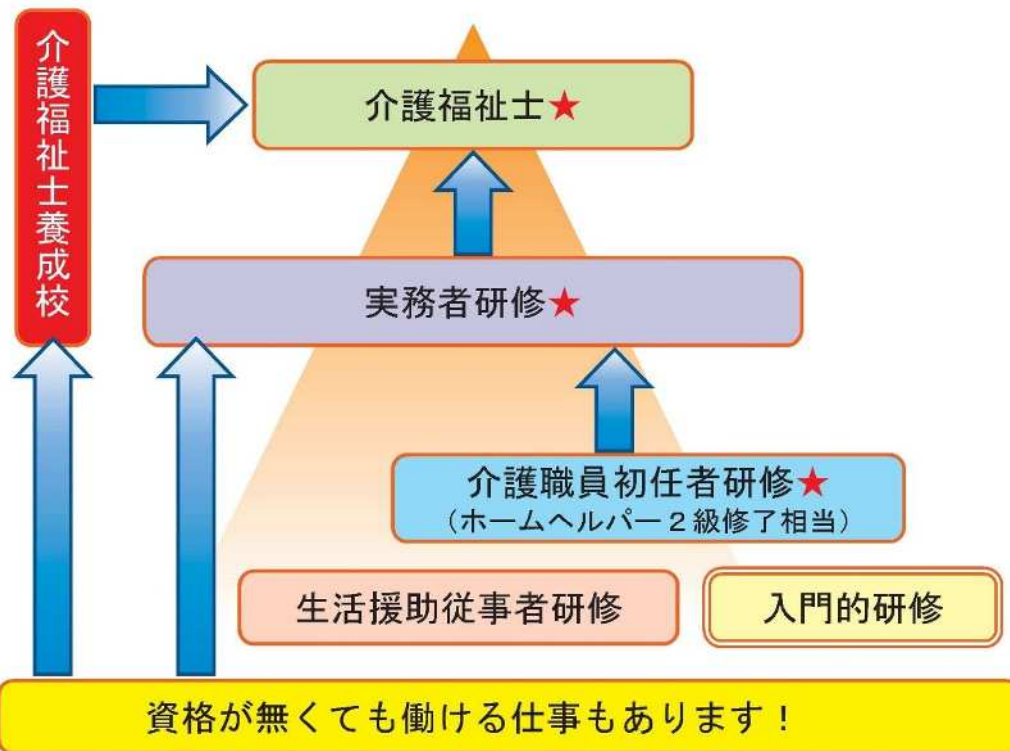 介護福祉士養成校
介護福祉士★
実務者研修★
介護職員初任者研修★
(ホームヘルパー2級修了相当)
生活援助従事者研修
入門的研修
資格が無くても働ける仕事もあります!